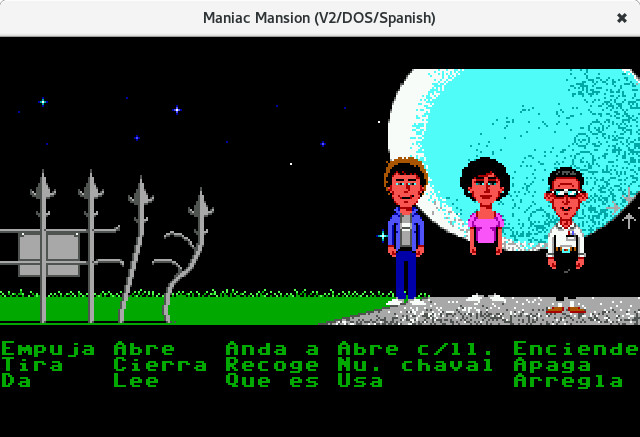 Maniac Mansion (V2/DOS/Spanish)
Empuja Abre Anda a Abre c/ll. Enciende
Tira Cierra Recoge Nu. chaval Apaga
Da Lee Que es Usa Arregla